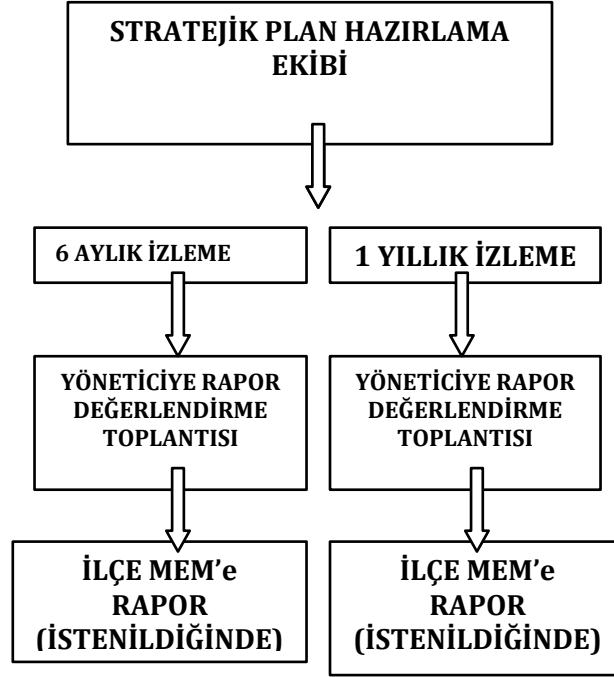 STRATEJİK PLAN HAZIRLAMA
EKİBİ
6 AYLIK İZLEME
1 YILLIK İZLEME
YÖNETİCİYE RAPOR
DEĞERLENDİRME
TOPLANTISI
YÖNETİCİYE RAPOR
DEĞERLENDİRME
TOPLANTISI
İLÇE MEM’e
RAPOR
(İSTENİLDİĞİNDE)
İLÇE MEM’e
RAPOR
(İSTENİLDİĞİNDE)